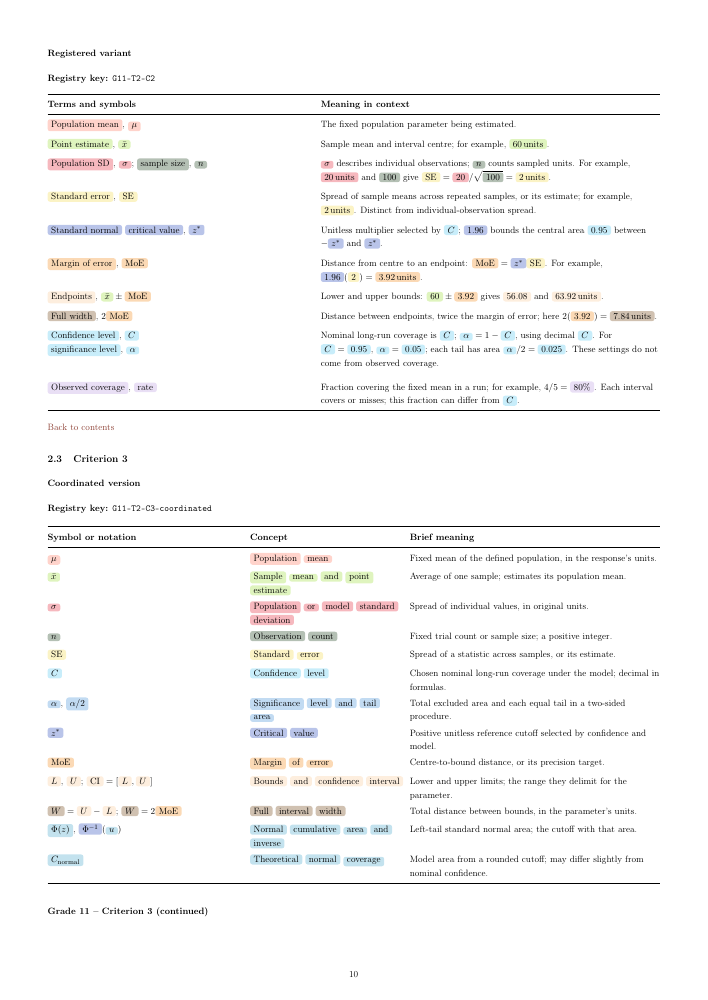 Registered variant
Registry key: G11-T2-C2
Terms and symbols Meaning in context
Population mean , μ The fixed population parameter being estimated.
Point estimate , x̄ Sample mean and interval centre; for example, 60 units .
Population SD , σ ; sample size , n σ describes individual observations; n counts sampled units. For example,
20 units and 100 give SE = 20 /√100 = 2 units .
Standard error , SE Spread of sample means across repeated samples, or its estimate; for example,
2 units . Distinct from individual-observation spread.
Standard normal critical value , z* Unitless multiplier selected by C ; 1.96 bounds the central area 0.95 between
− z* and z* .
Margin of error , MoE Distance from centre to an endpoint: MoE = z* SE . For example,
1.96 ( 2 ) = 3.92 units .
Endpoints , x̄ ± MoE Lower and upper bounds: 60 ± 3.92 gives 56.08 and 63.92 units .
Full width , 2 MoE Distance between endpoints, twice the margin of error; here 2( 3.92 ) = 7.84 units .
Confidence level , C Nominal long-run coverage is C ; α = 1 − C , using decimal C . For
significance level , α C = 0.95 , α = 0.05 ; each tail has area α /2 = 0.025 . These settings do not
come from observed coverage.
Observed coverage , rate Fraction covering the fixed mean in a run; for example, 4/5 = 80% . Each interval
covers or misses; this fraction can differ from C .
Back to contents
2.3 Criterion 3
Coordinated version
Registry key: G11-T2-C3-coordinated
Symbol or notation Concept Brief meaning
μ Population mean Fixed mean of the defined population, in the response's units.
x̄ Sample mean and point Average of one sample; estimates its population mean.
estimate
σ Population or model standard Spread of individual values, in original units.
deviation
n Observation count Fixed trial count or sample size; a positive integer.
SE Standard error Spread of a statistic across samples, or its estimate.
C Confidence level Chosen nominal long-run coverage under the model; decimal in
formulas.
α , α/2 Significance level and tail Total excluded area and each equal tail in a two-sided
area procedure.
z* Critical value Positive unitless reference cutoff selected by confidence and
model.
MoE Margin of error Centre-to-bound distance, or its precision target.
L , U ; CI = [ L , U ] Bounds and confidence interval Lower and upper limits; the range they delimit for the
parameter.
W = U − L ; W = 2 MoE Full interval width Total distance between bounds, in the parameter's units.
Φ(z) , Φ⁻¹( u ) Normal cumulative area and Left-tail standard normal area; the cutoff with that area.
inverse
C_normal Theoretical normal coverage Model area from a rounded cutoff; may differ slightly from
nominal confidence.
Grade 11 – Criterion 3 (continued)
10